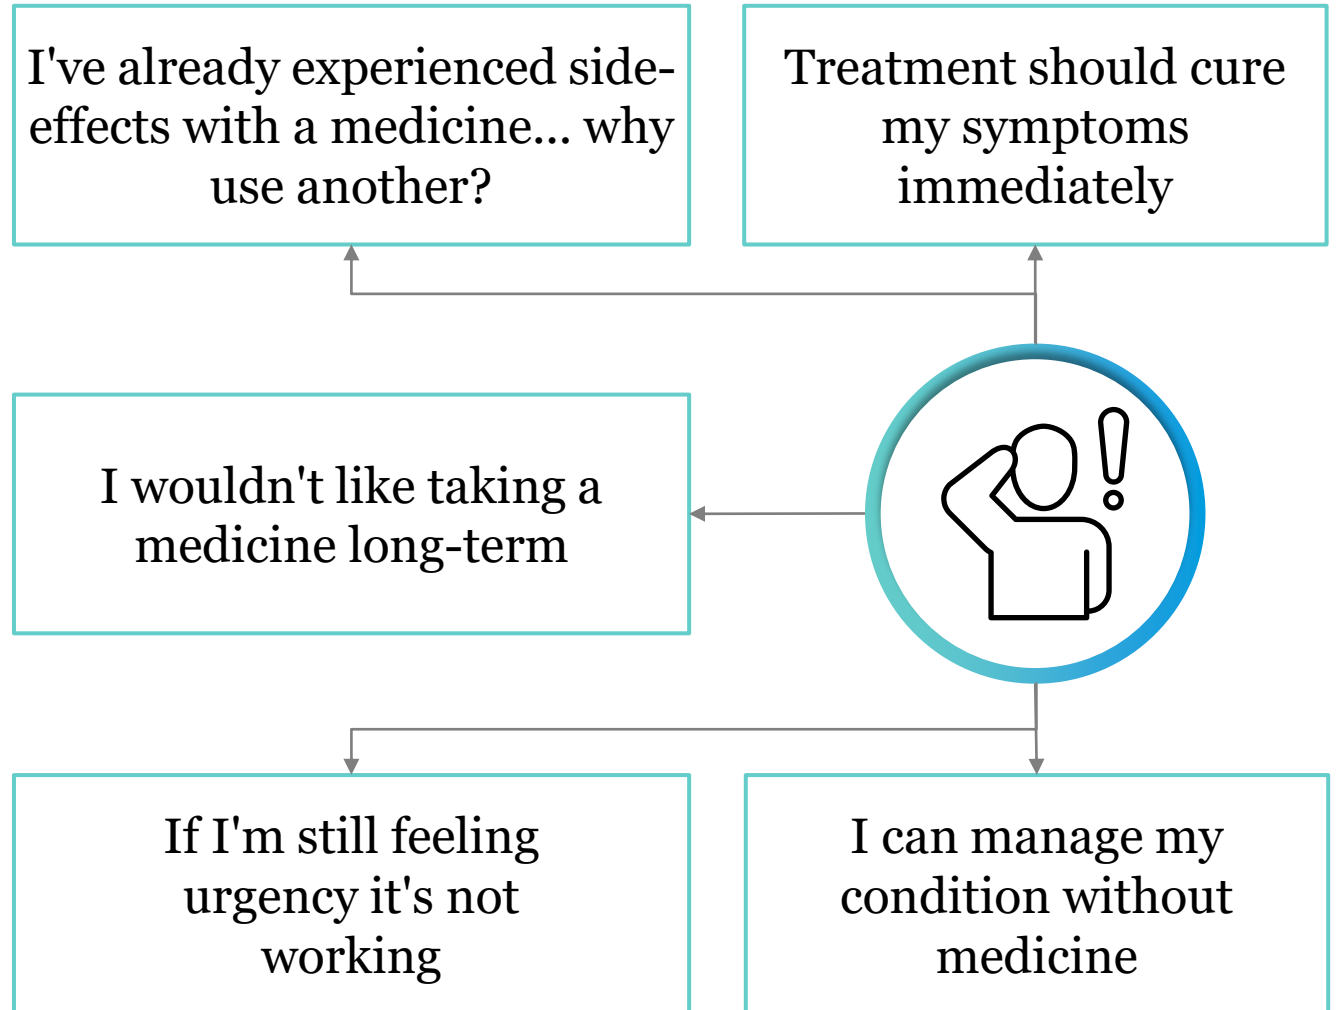 I've already experienced side-
effects with a medicine... why
use another?
Treatment should cure
my symptoms
immediately
I wouldn't like taking a
medicine long-term
If I'm still feeling
urgency it's not
working
I can manage my
condition without
medicine